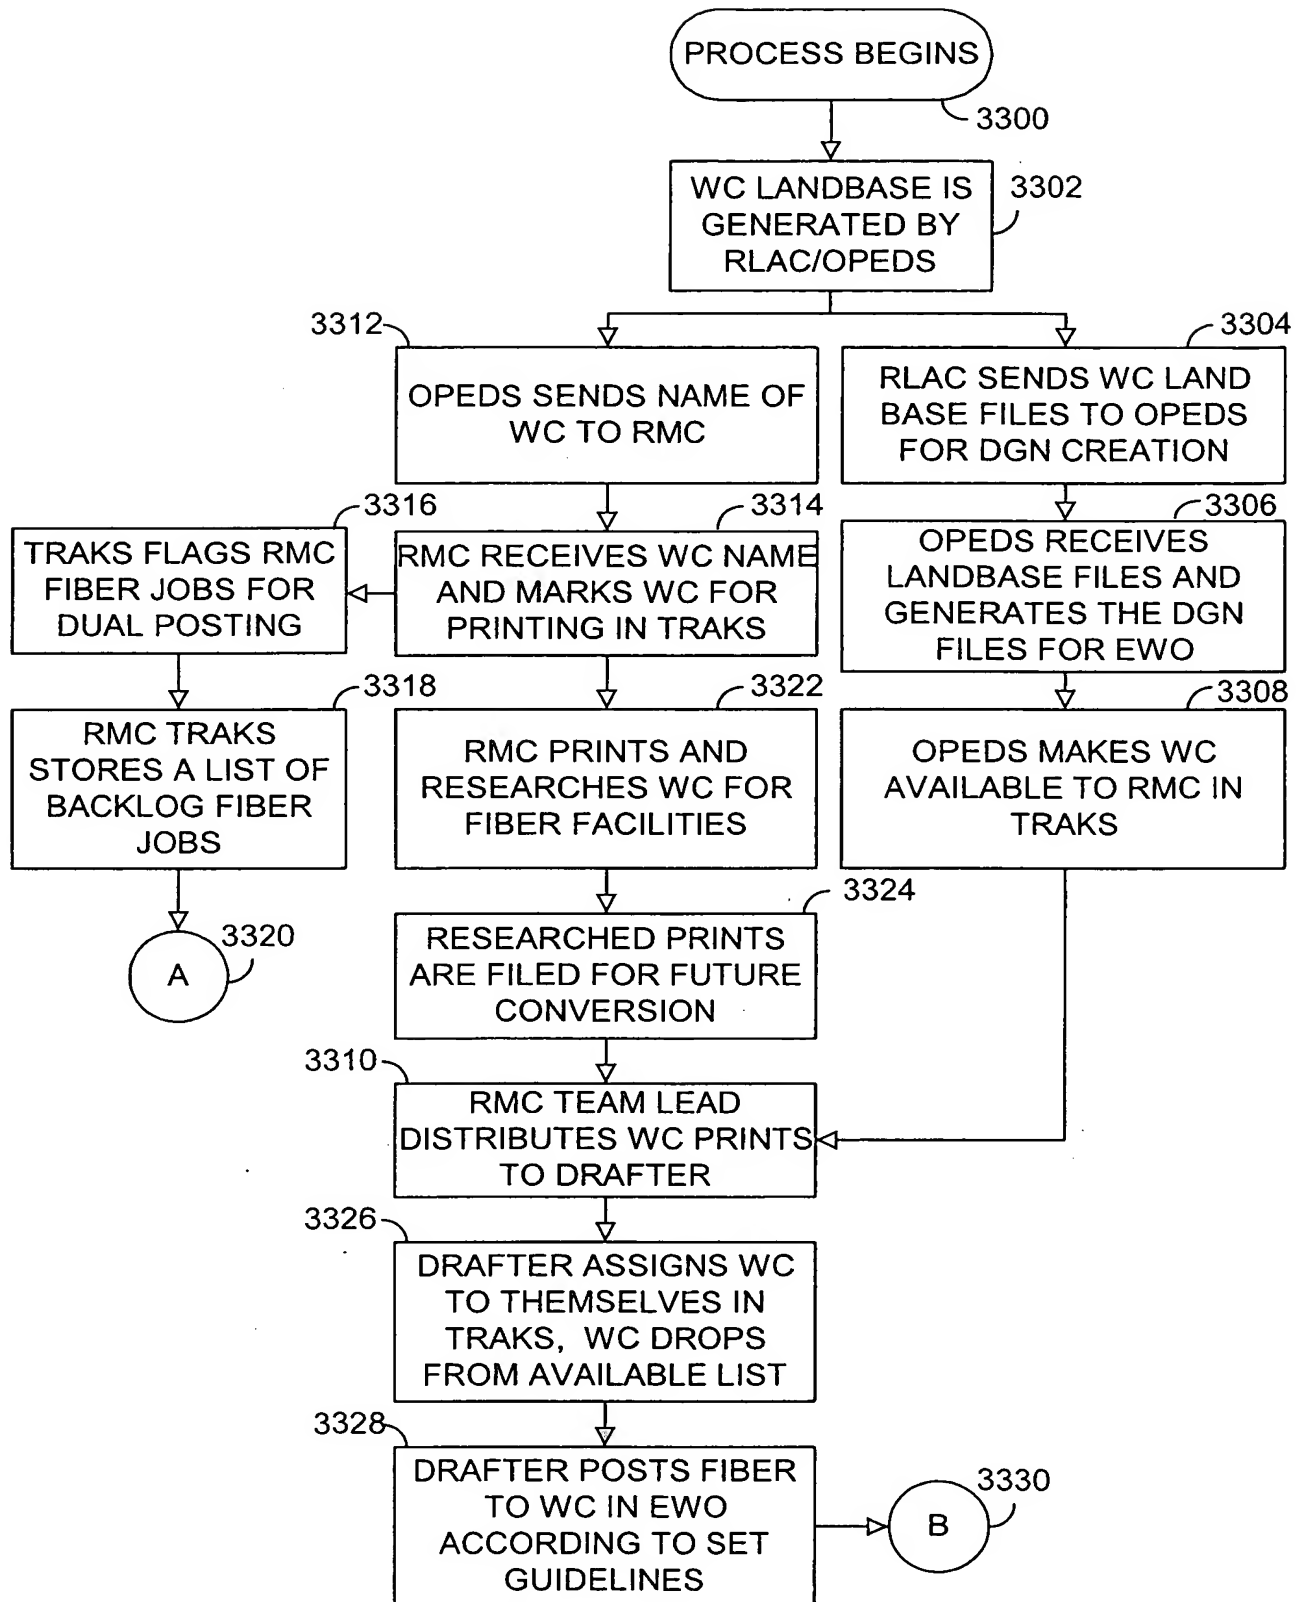 PROCESS BEGINS
3300
WC LANDBASE IS
GENERATED BY
RLAC/OPEDS
3302
3312
OPEDS SENDS NAME OF
WC TO RMC
3304
RLAC SENDS WC LAND
BASE FILES TO OPEDS
FOR DGN CREATION
3316
TRAKS FLAGS RMC
FIBER JOBS FOR
DUAL POSTING
3314
RMC RECEIVES WC NAME
AND MARKS WC FOR
PRINTING IN TRAKS
3306
OPEDS RECEIVES
LANDBASE FILES AND
GENERATES THE DGN
FILES FOR EWO
3318
RMC TRAKS
STORES A LIST OF
BACKLOG FIBER
JOBS
3322
RMC PRINTS AND
RESEARCHES WC FOR
FIBER FACILITIES
3308
OPEDS MAKES WC
AVAILABLE TO RMC IN
TRAKS
3320
A
3324
RESEARCHED PRINTS
ARE FILED FOR FUTURE
CONVERSION
3310
RMC TEAM LEAD
DISTRIBUTES WC PRINTS
TO DRAFTER
3326
DRAFTER ASSIGNS WC
TO THEMSELVES IN
TRAKS, WC DROPS
FROM AVAILABLE LIST
3328
DRAFTER POSTS FIBER
TO WC IN EWO
ACCORDING TO SET
GUIDELINES
3330
B